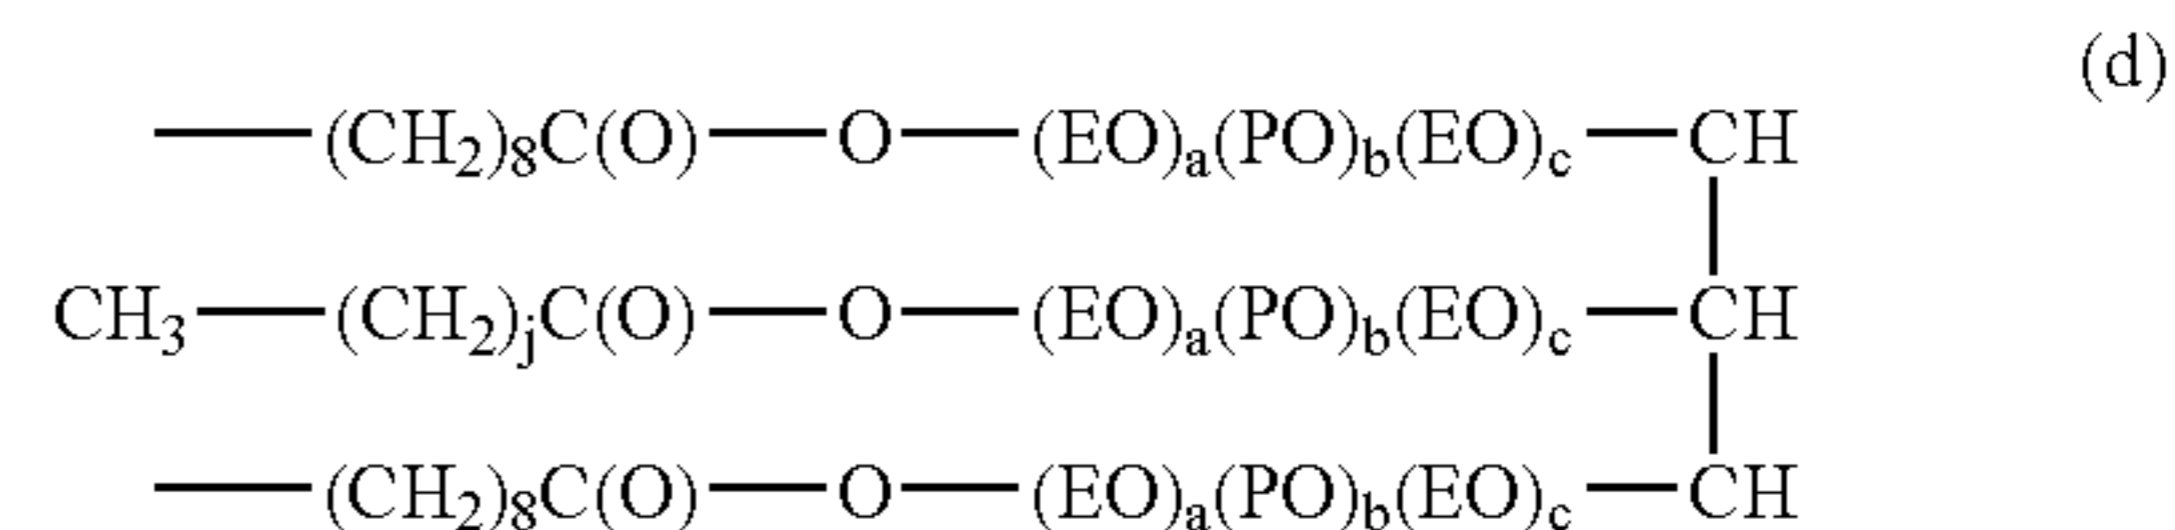 (d)
—(CH₂)₈C(O)—O—(EO)ₐ(PO)b(EO)c—CH
CH₃—(CH₂)ⱼC(O)—O—(EO)ₐ(PO)b(EO)c—CH
—(CH₂)₈C(O)—O—(EO)ₐ(PO)b(EO)c—CH